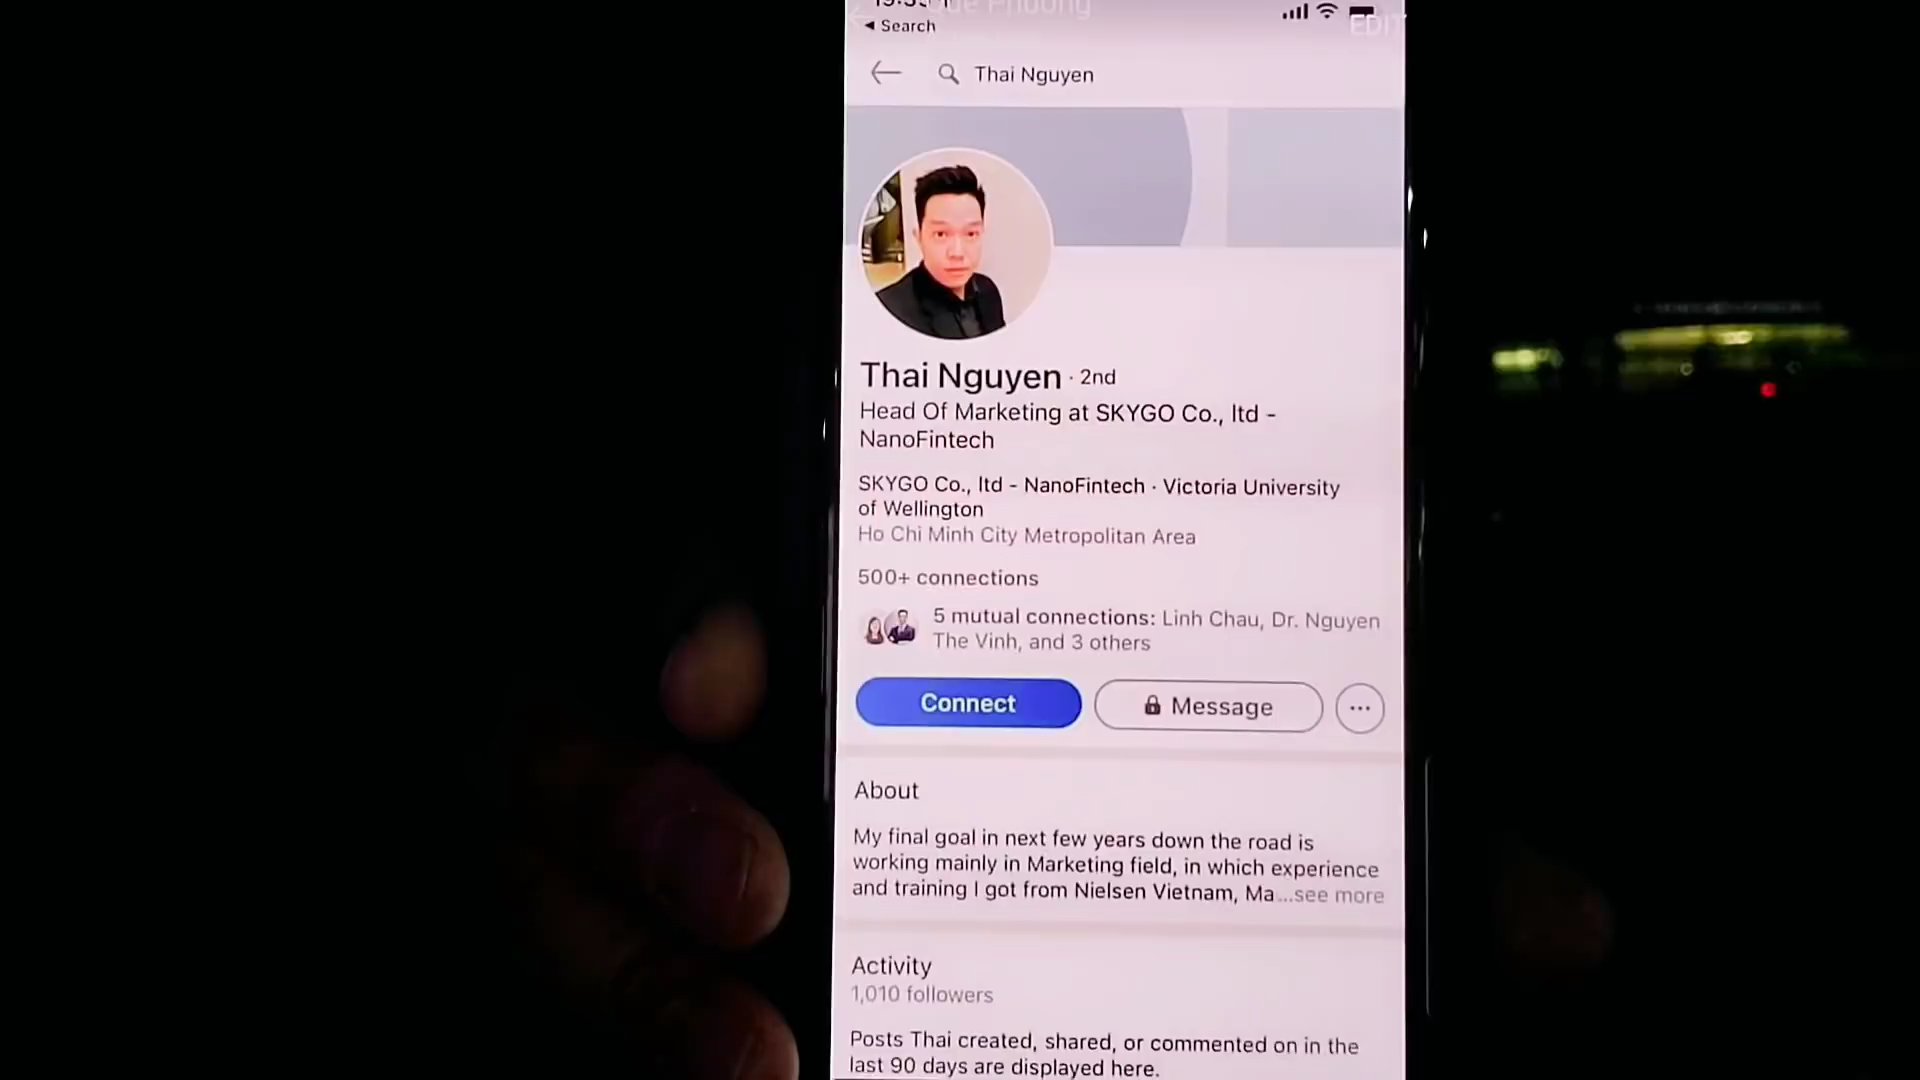 Search
EDIT
Thai Nguyen
Thai Nguyen · 2nd
Head Of Marketing at SKYGO Co., ltd -
NanoFintech
SKYGO Co., ltd - NanoFintech · Victoria University
of Wellington
Ho Chi Minh City Metropolitan Area
500+ connections
5 mutual connections: Linh Chau, Dr. Nguyen
The Vinh, and 3 others
Connect
Message
About
My final goal in next few years down the road is
working mainly in Marketing field, in which experience
and training I got from Nielsen Vietnam, Ma...see more
Activity
1,010 followers
Posts Thai created, shared, or commented on in the
last 90 days are displayed here.